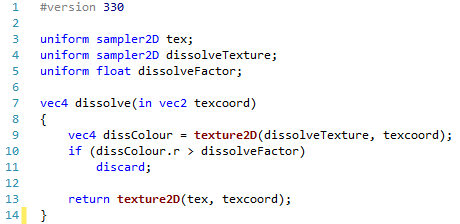 1 #version 330
2
3 uniform sampler2D tex;
4 uniform sampler2D dissolveTexture;
5 uniform float dissolveFactor;
6
7 vec4 dissolve(in vec2 texcoord)
8 {
9     vec4 dissColour = texture2D(dissolveTexture, texcoord);
10     if (dissColour.r > dissolveFactor)
11         discard;
12
13     return texture2D(tex, texcoord);
14 }